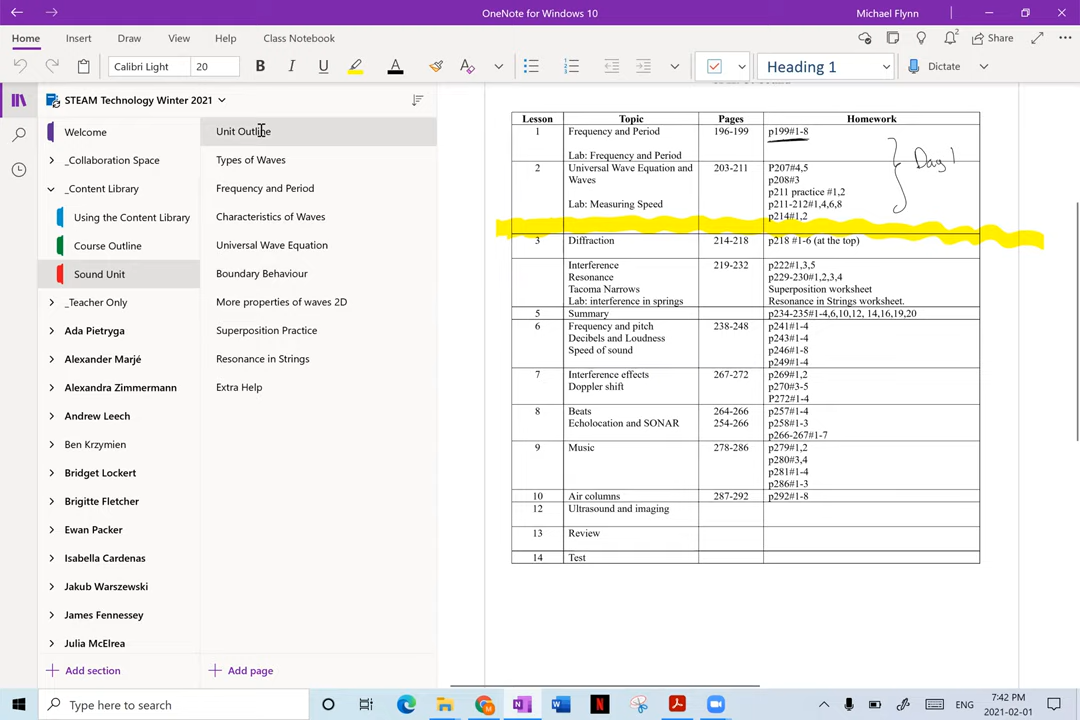 OneNote for Windows 10
Michael Flynn
Home Insert Draw View Help Class Notebook
Share
Calibri Light 20 B I U A Heading 1 Dictate
STEAM Technology Winter 2021
Welcome
_Collaboration Space
_Content Library
Using the Content Library
Course Outline
Sound Unit
_Teacher Only
Ada Pietryga
Alexander Marjé
Alexandra Zimmermann
Andrew Leech
Ben Krzymien
Bridget Lockert
Brigitte Fletcher
Ewan Packer
Isabella Cardenas
Jakub Warszewski
James Fennessey
Julia McElrea
Add section
Unit Outline
Types of Waves
Frequency and Period
Characteristics of Waves
Universal Wave Equation
Boundary Behaviour
More properties of waves 2D
Superposition Practice
Resonance in Strings
Extra Help
Add page
Lesson Topic Pages Homework
1 Frequency and Period 196-199 p199#1-8
Lab: Frequency and Period
Day 1
2 Universal Wave Equation and 203-211 P207#4,5
Waves p208#3
p211 practice #1,2
Lab: Measuring Speed p211-212#1,4,6,8
p214#1,2
3 Diffraction 214-218 p218 #1-6 (at the top)
Interference 219-232 p222#1,3,5
Resonance p229-230#1,2,3,4
Tacoma Narrows Superposition worksheet
Lab: interference in springs Resonance in Strings worksheet.
5 Summary p234-235#1-4,6,10,12, 14,16,19,20
6 Frequency and pitch 238-248 p241#1-4
Decibels and Loudness p243#1-4
Speed of sound p246#1-8
p249#1-4
7 Interference effects 267-272 p269#1,2
Doppler shift p270#3-5
P272#1-4
8 Beats 264-266 p257#1-4
Echolocation and SONAR 254-266 p258#1-3
p266-267#1-7
9 Music 278-286 p279#1,2
p280#3,4
p281#1-4
p286#1-3
10 Air columns 287-292 p292#1-8
12 Ultrasound and imaging
13 Review
14 Test
Type here to search
ENG
7:42 PM
2021-02-01
2